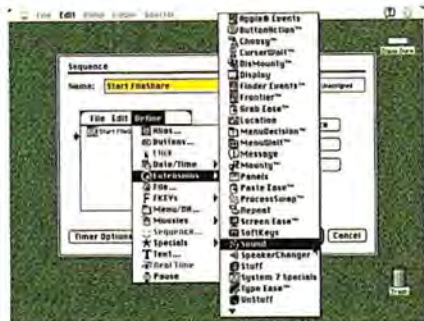 File Edit
Sequence
Name: Start FileShare
File Edit Define
Alias...
Buttons...
Click
Date/Time
Extensions
File...
FKEYs
Menu/DA...
Mousies
Sequence...
Specials
Text...
Real Time
Pause
Apple® Events
ButtonAction™
Choosy™
CursorWait™
DisMounty™
Display
Finder Events™
Frontier™
Grab Ease™
Location
MenuDecision™
MenuWait™
Message
Mounty™
Panels
Paste Ease™
ProcessSwap™
Repeat
Screen Ease™
SoftKeys
Sound
SpeakerChanger
Stuff
System 7 Specials
Type Ease™
UnStuff
Timer Options
Cancel
Trash